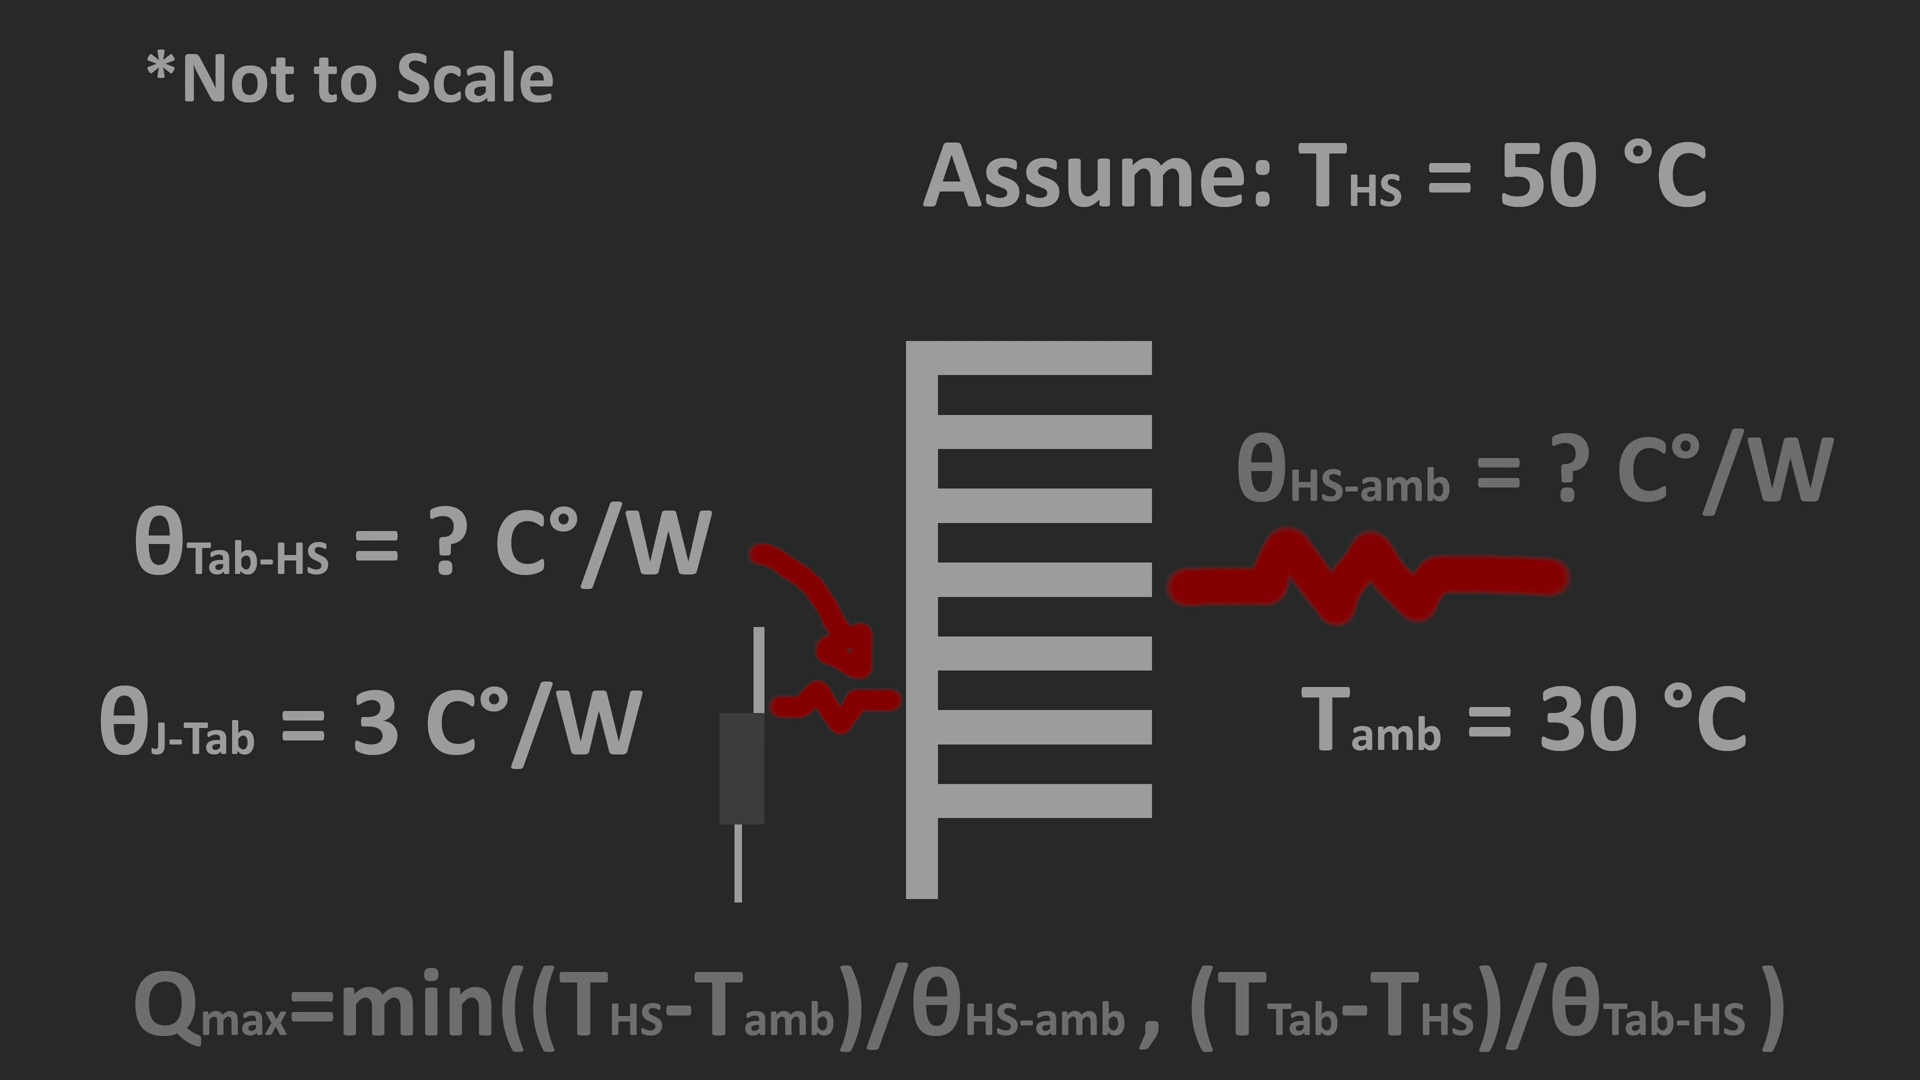 *Not to Scale
Assume: THS = 50 °C
θHS-amb = ? C°/W
θTab-HS = ? C°/W
θJ-Tab = 3 C°/W
Tamb = 30 °C
Qmax=min((THS-Tamb)/θHS-amb , (TTab-THS)/θTab-HS )